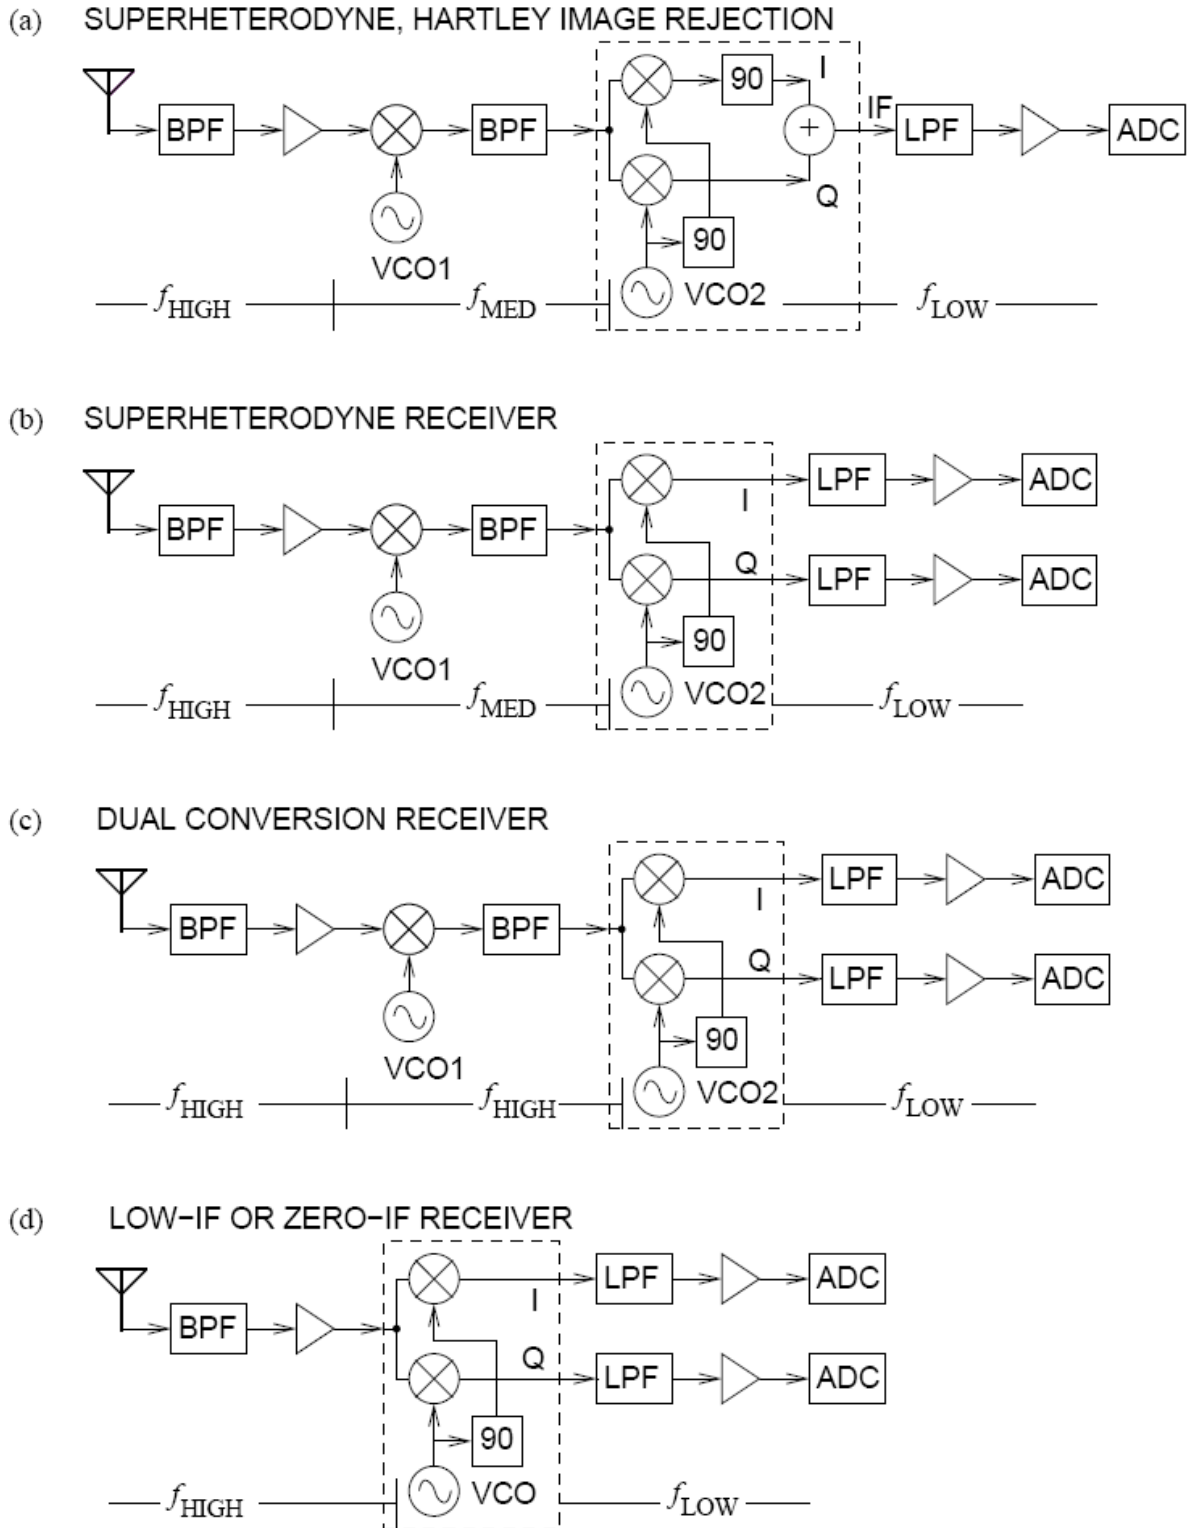 (a) SUPERHETERODYNE, HARTLEY IMAGE REJECTION
90 I
BPF BPF + IF LPF ADC
Q
90
VCO1 VCO2
fHIGH fMED fLOW
(b) SUPERHETERODYNE RECEIVER
LPF ADC
I
BPF BPF
Q LPF ADC
90
VCO1 VCO2
fHIGH fMED fLOW
(c) DUAL CONVERSION RECEIVER
LPF ADC
I
BPF BPF
Q LPF ADC
90
VCO1 VCO2
fHIGH fHIGH fLOW
(d) LOW−IF OR ZERO−IF RECEIVER
LPF ADC
I
BPF
Q LPF ADC
90
VCO
fHIGH fLOW